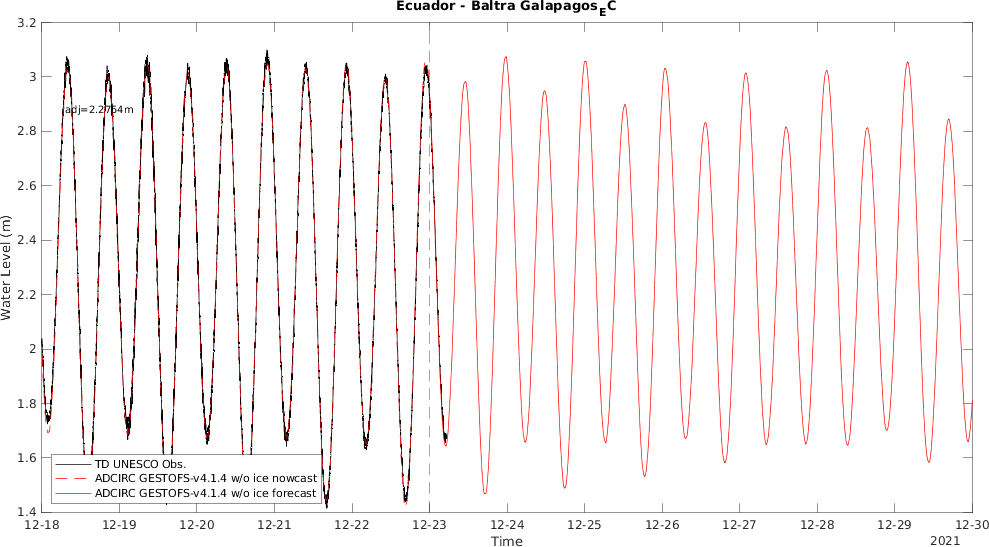 Ecuador - Baltra Galapagos_EC
3.2
3
2.8
2.6
2.4
2.2
2
1.8
1.6
1.4
Water Level (m)
adj=2.2764m
TD UNESCO Obs.
ADCIRC GESTOFS-v4.1.4 w/o ice nowcast
ADCIRC GESTOFS-v4.1.4 w/o ice forecast
12-18 12-19 12-20 12-21 12-22 12-23 12-24 12-25 12-26 12-27 12-28 12-29 12-30
Time
2021